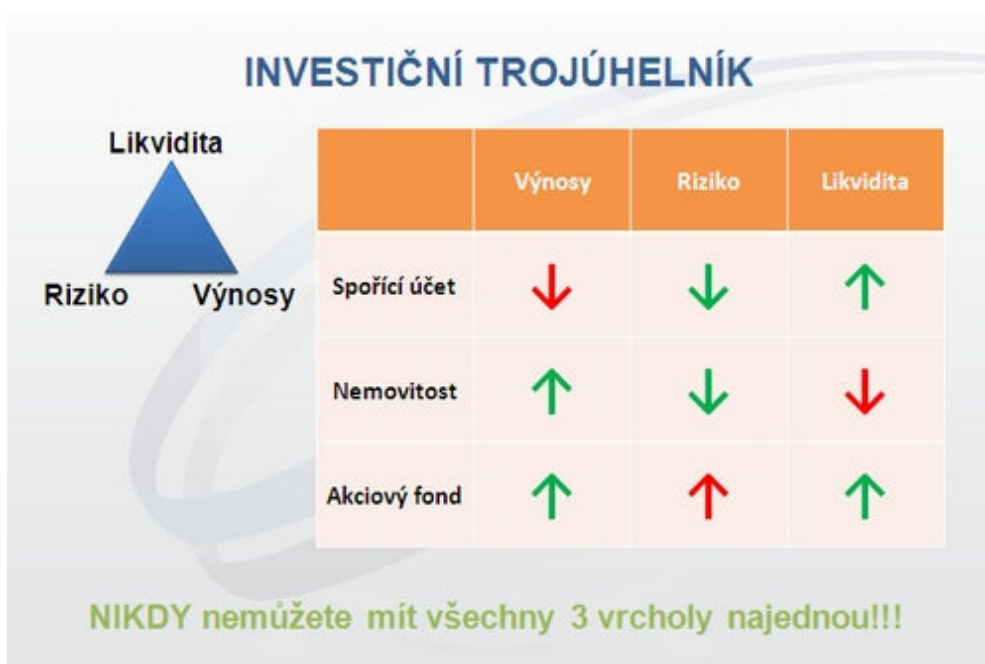 INVESTIČNÍ TROJÚHELNÍK
Likvidita
Riziko Výnosy
Výnosy Riziko Likvidita
Spořící účet ↓ ↓ ↑
Nemovitost ↑ ↓ ↓
Akciový fond ↑ ↑ ↑
NIKDY nemůžete mít všechny 3 vrcholy najednou!!!